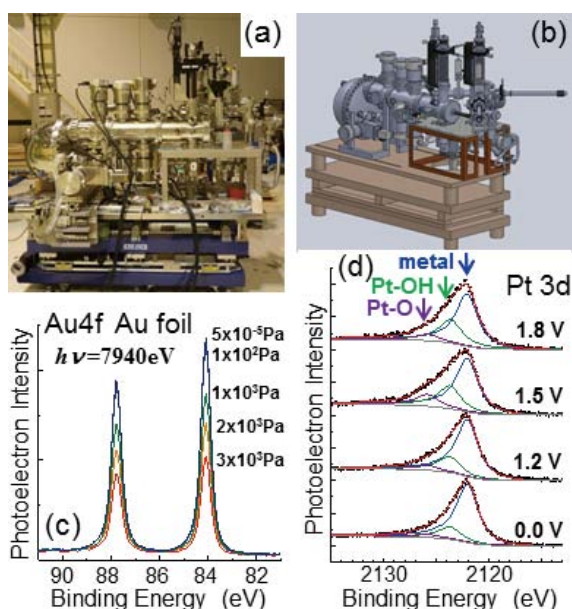 (a)
(b)
(c)
Au4f Au foil
hν=7940eV
5x10⁻⁵Pa
1x10²Pa
1x10³Pa
2x10³Pa
3x10³Pa
Photoelectron Intensity
90 88 86 84 82
Binding Energy (eV)
(d)
metal
Pt-OH
Pt-O
Pt 3d
1.8 V
1.5 V
1.2 V
0.0 V
Photoelectron Intensity
2130 2120
Binding Energy (eV)